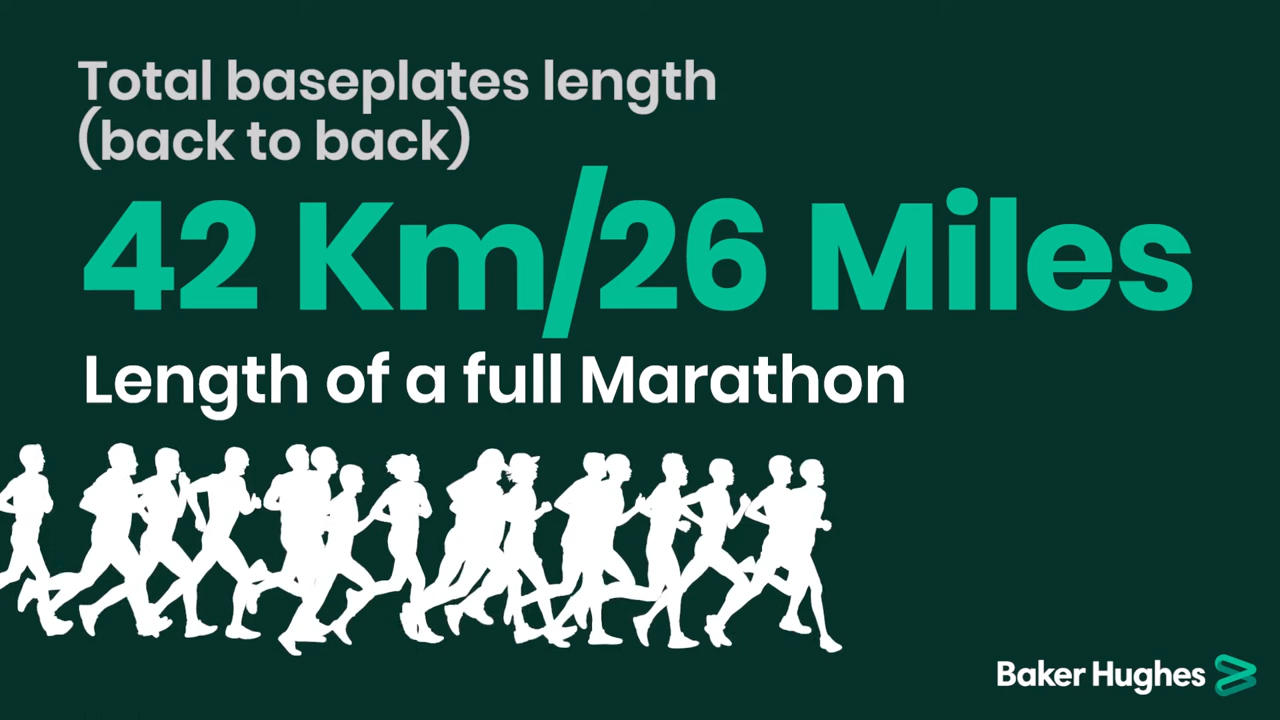 Total baseplates length
(back to back)
42 Km/26 Miles
Length of a full Marathon
Baker Hughes